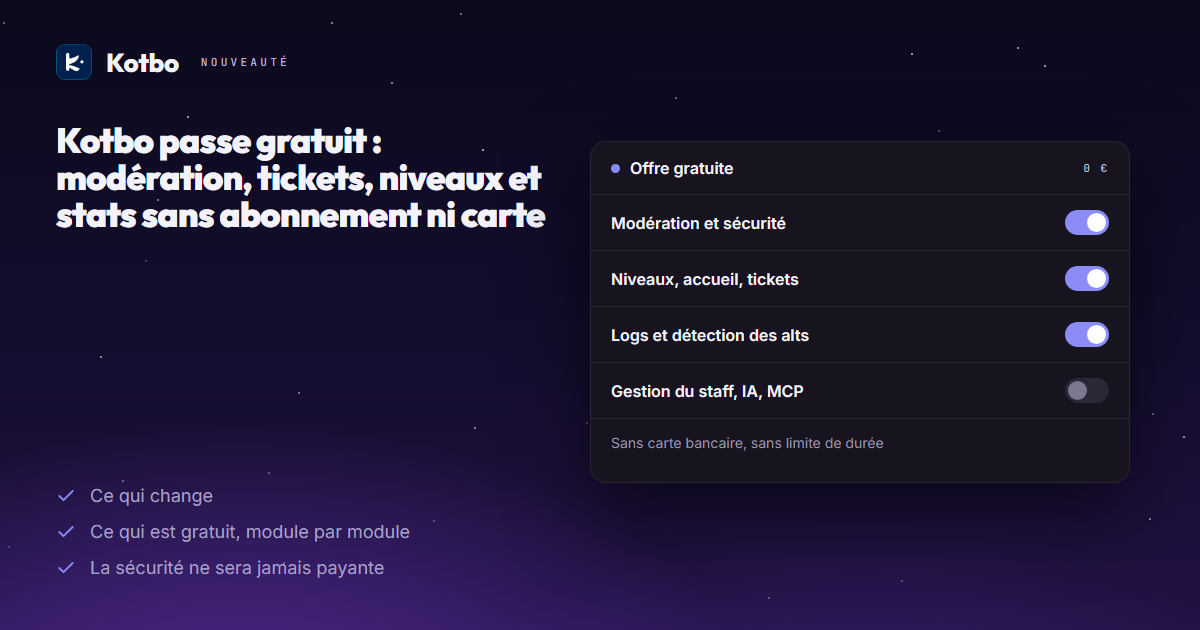 Kotbo NOUVEAUTÉ
Kotbo passe gratuit :
modération, tickets, niveaux et
stats sans abonnement ni carte
Offre gratuite 0 €
Modération et sécurité
Niveaux, accueil, tickets
Logs et détection des alts
Gestion du staff, IA, MCP
Sans carte bancaire, sans limite de durée
Ce qui change
Ce qui est gratuit, module par module
La sécurité ne sera jamais payante